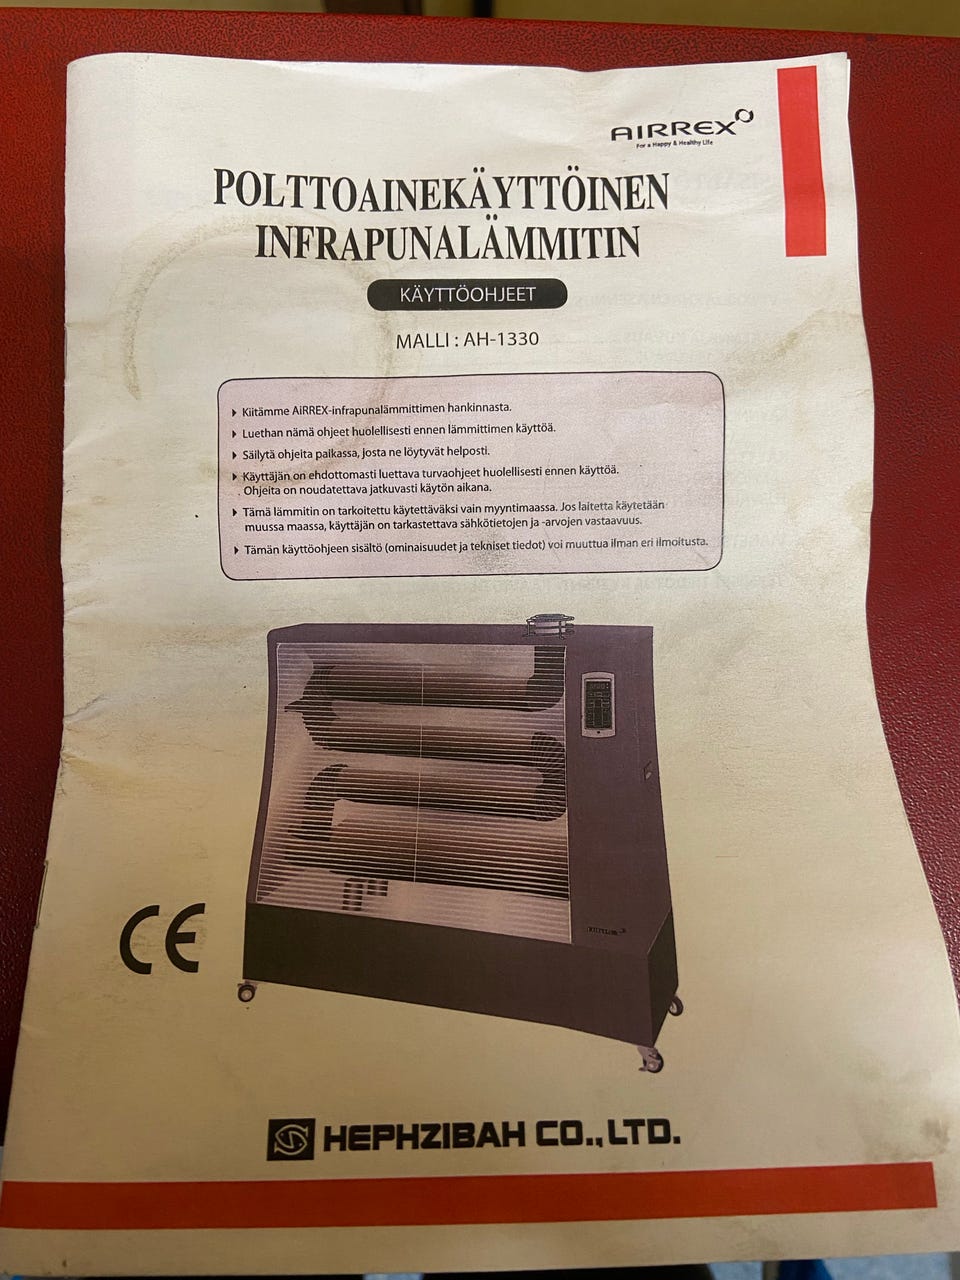 AIRREX
For a Happy & Healthy Life
POLTTOAINEKÄYTTÖINEN
INFRAPUNALÄMMITIN
KÄYTTÖOHJEET
MALLI : AH-1330
Kiitämme AiRREX-infrapunalämmittimen hankinnasta.
Luethan nämä ohjeet huolellisesti ennen lämmittimen käyttöä.
Säilytä ohjeita paikassa, josta ne löytyvät helposti.
Käyttäjän on ehdottomasti luettava turvaohjeet huolellisesti ennen käyttöä.
Ohjeita on noudatettava jatkuvasti käytön aikana.
Tämä lämmitin on tarkoitettu käytettäväksi vain myyntimaassa. Jos laitetta käytetään
muussa maassa, käyttäjän on tarkastettava sähkötietojen ja -arvojen vastaavuus.
Tämän käyttöohjeen sisältö (ominaisuudet ja tekniset tiedot) voi muuttua ilman eri ilmoitusta.
CE
HEPHZIBAH CO.,LTD.